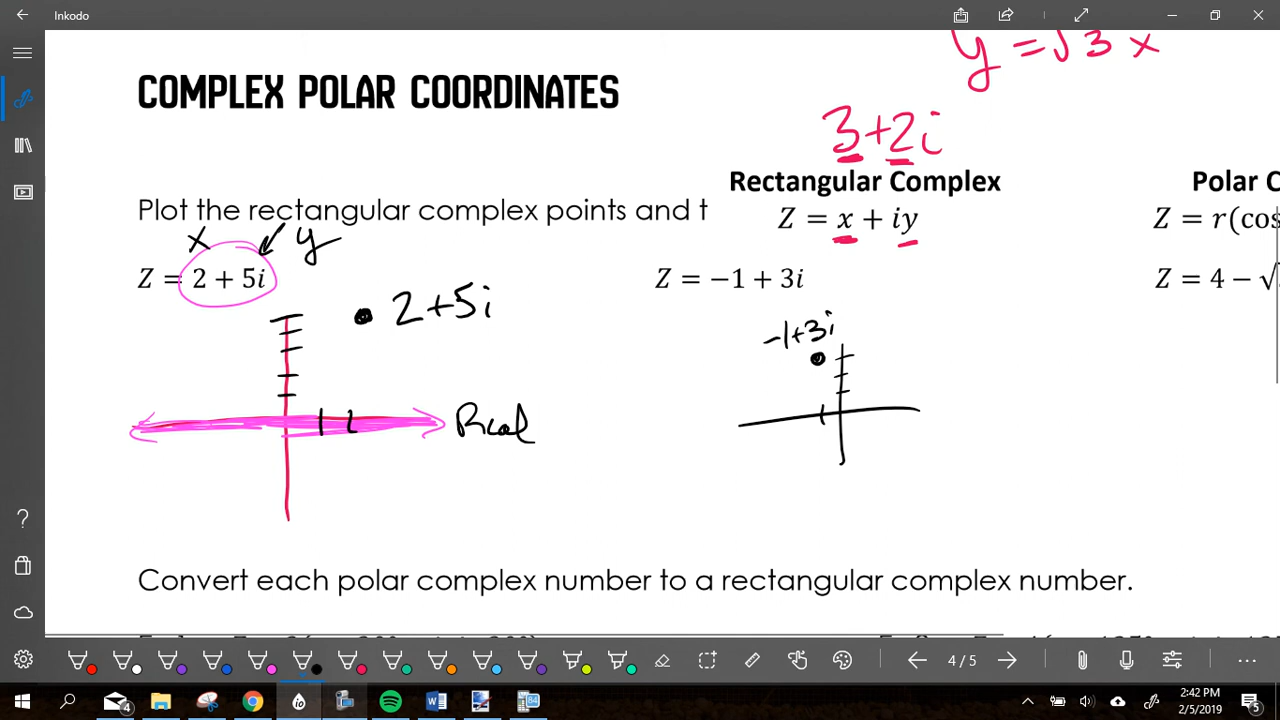 Inkodo
y = √3 x
COMPLEX POLAR COORDINATES
3+2i
Rectangular Complex
Polar C
Plot the rectangular complex points and t
Z = x + iy
Z = r(cos
x y
Z = 2 + 5i
Z = −1 + 3i
Z = 4 − √
2+5i
-1+3i
Real
Convert each polar complex number to a rectangular complex number.
4 / 5
2:42 PM
2/5/2019